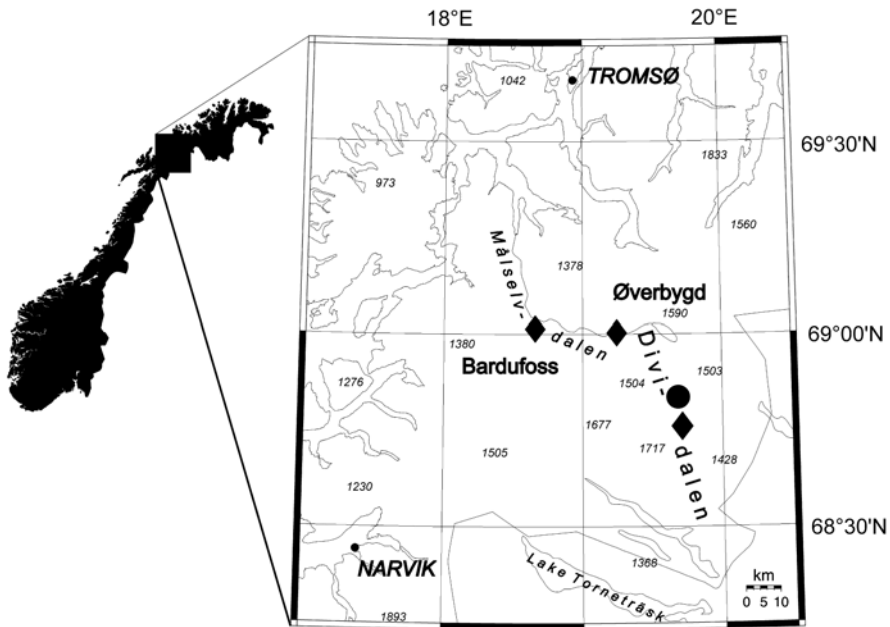 18°E
20°E
1042
TROMSØ
69°30'N
1833
973
1560
Målselv-
1378
Øverbygd
1590
69°00'N
1380
dalen
Divi-
Bardufoss
1503
1276
1504
1677
1505
1717
1428
dalen
1230
68°30'N
1368
km
NARVIK
Lake Torneträsk
0 5 10
1893